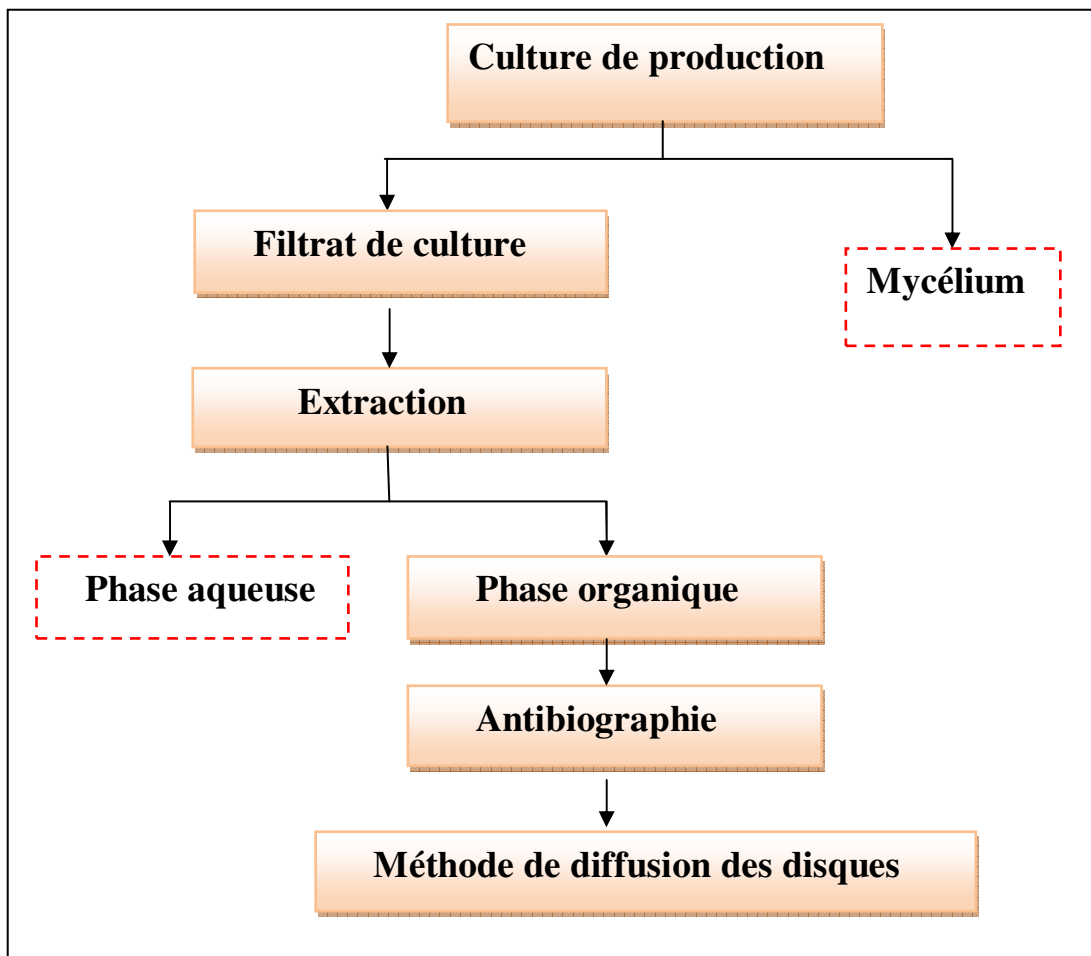 Culture de production
Filtrat de culture
Mycélium
Extraction
Phase aqueuse
Phase organique
Antibiographie
Méthode de diffusion des disques